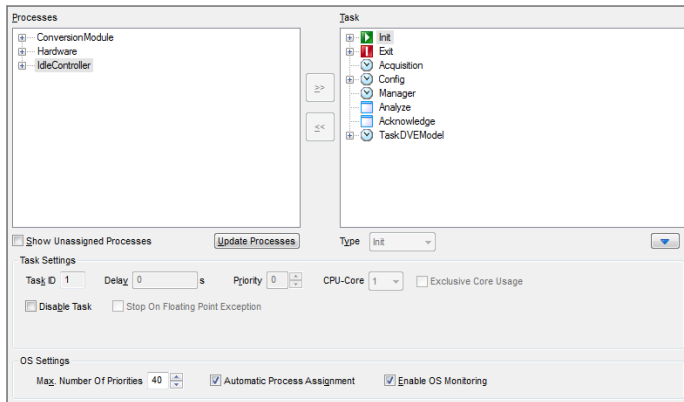 Processes
ConversionModule
Hardware
IdleController
>>
<<
Task
Init
Exit
Acquisition
Config
Manager
Analyze
Acknowledge
TaskDVEModel
Show Unassigned Processes Update Processes Type Init
Task Settings
Task ID 1 Delay 0 s Priority 0 CPU-Core 1 Exclusive Core Usage
Disable Task Stop On Floating Point Exception
OS Settings
Max. Number Of Priorities 40 Automatic Process Assignment Enable OS Monitoring